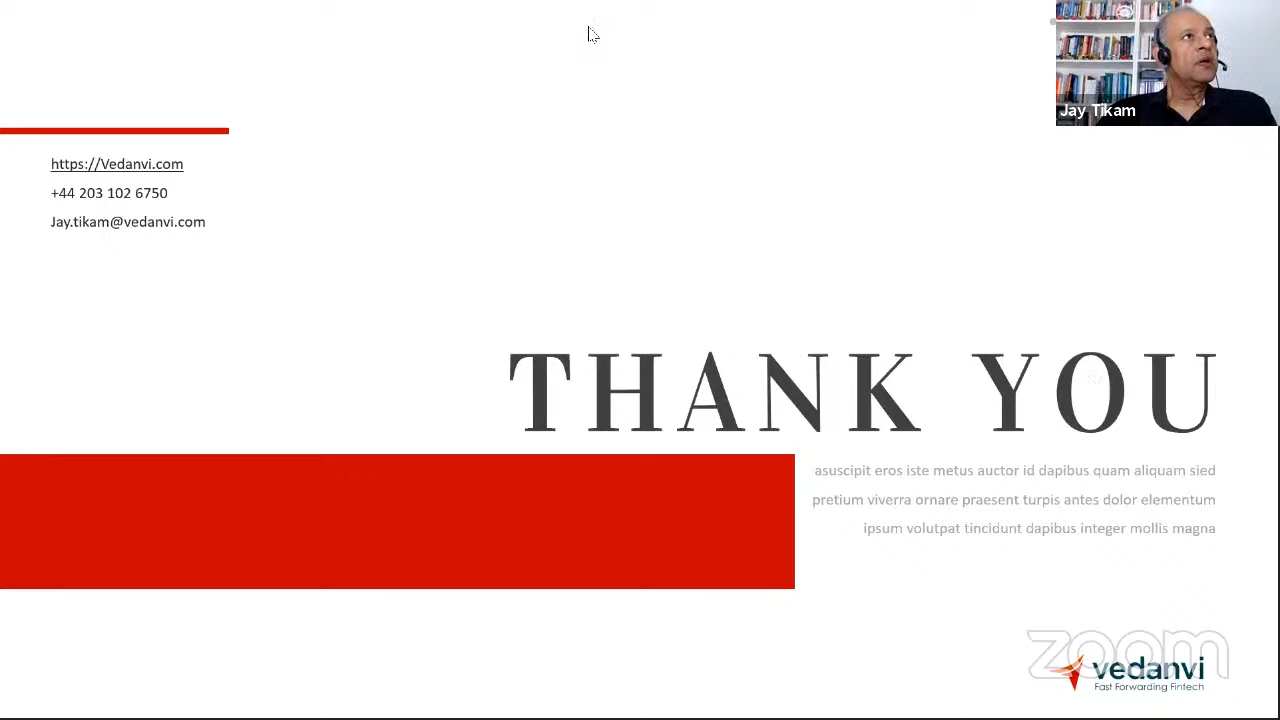 Jay Tikam
https://Vedanvi.com
+44 203 102 6750
Jay.tikam@vedanvi.com
THANK YOU
asuscipit eros iste metus auctor id dapibus quam aliquam sied
pretium viverra ornare praesent turpis antes dolor elementum
ipsum volutpat tincidunt dapibus integer mollis magna
zoom
vedanvi
Fast Forwarding Fintech